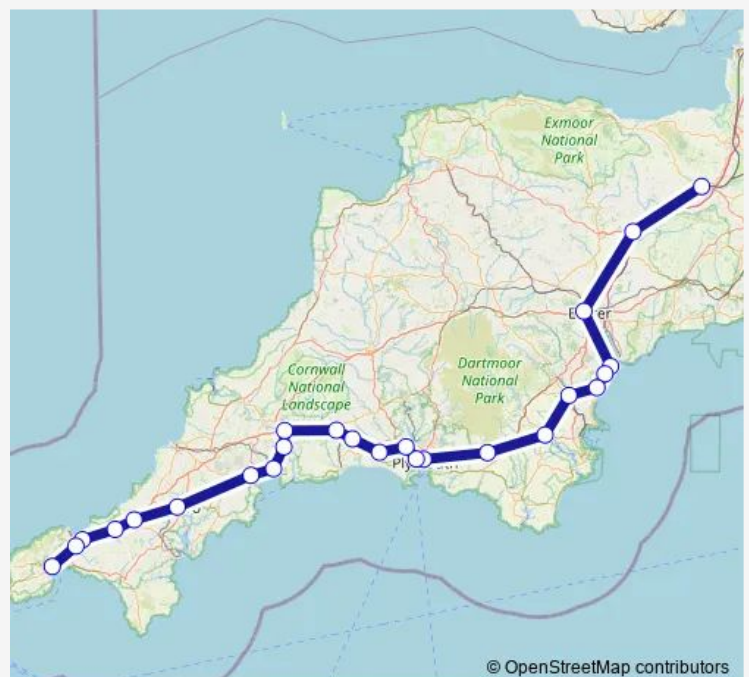 Exmoor
National
Park
Dartmoor
National
Park
Cornwall
National
Landscape
© OpenStreetMap contributors